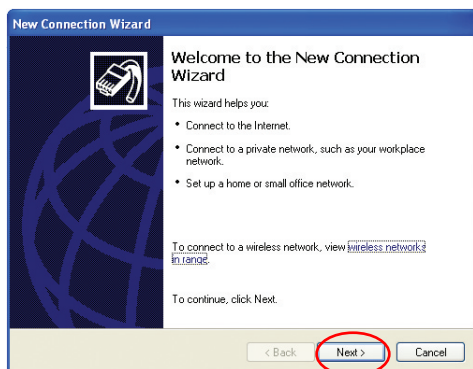 New Connection Wizard
Welcome to the New Connection
Wizard
This wizard helps you:
• Connect to the Internet.
• Connect to a private network, such as your workplace
network.
• Set up a home or small office network.
To connect to a wireless network, view wireless networks
in range.
To continue, click Next.
< Back
Next >
Cancel